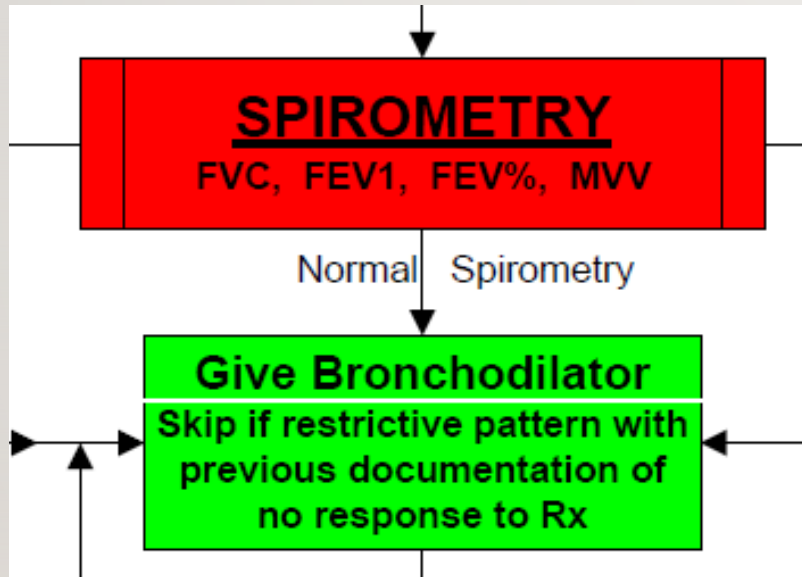 SPIROMETRY
FVC, FEV1, FEV%, MVV
Normal Spirometry
Give Bronchodilator
Skip if restrictive pattern with
previous documentation of
no response to Rx